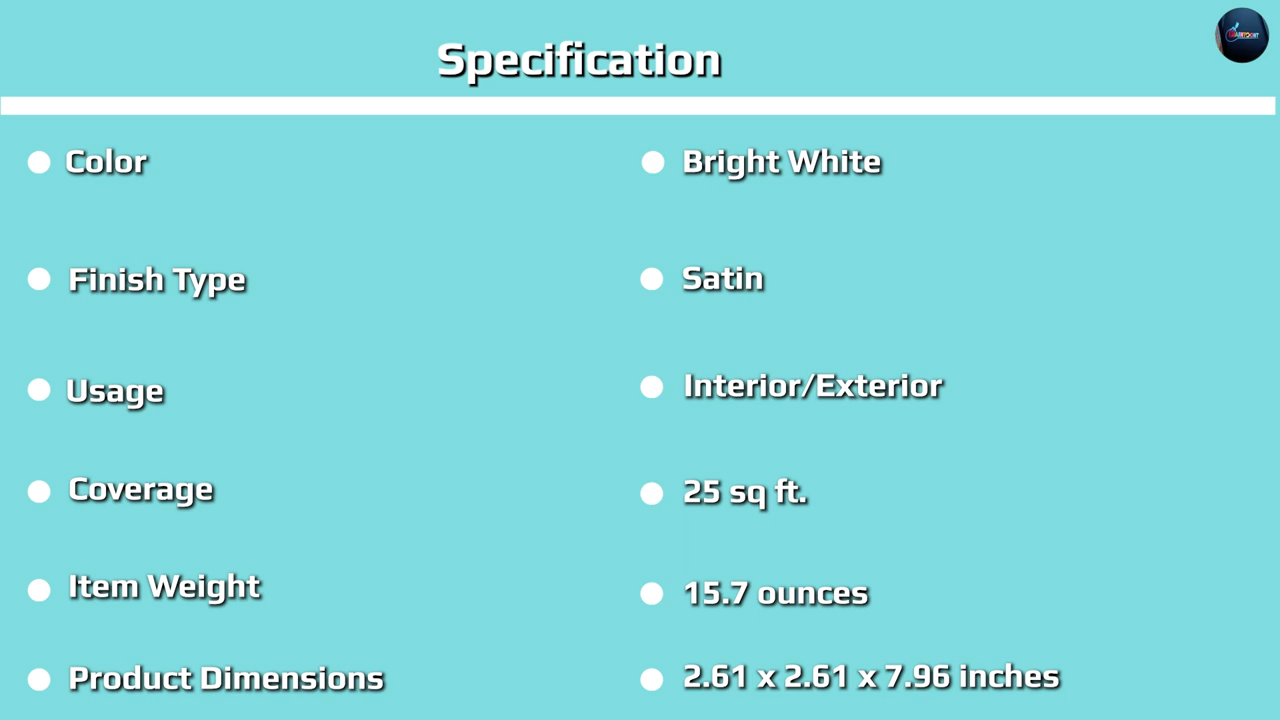 Specification
Color
Bright White
Finish Type
Satin
Usage
Interior/Exterior
Coverage
25 sq ft.
Item Weight
15.7 ounces
Product Dimensions
2.61 x 2.61 x 7.96 inches